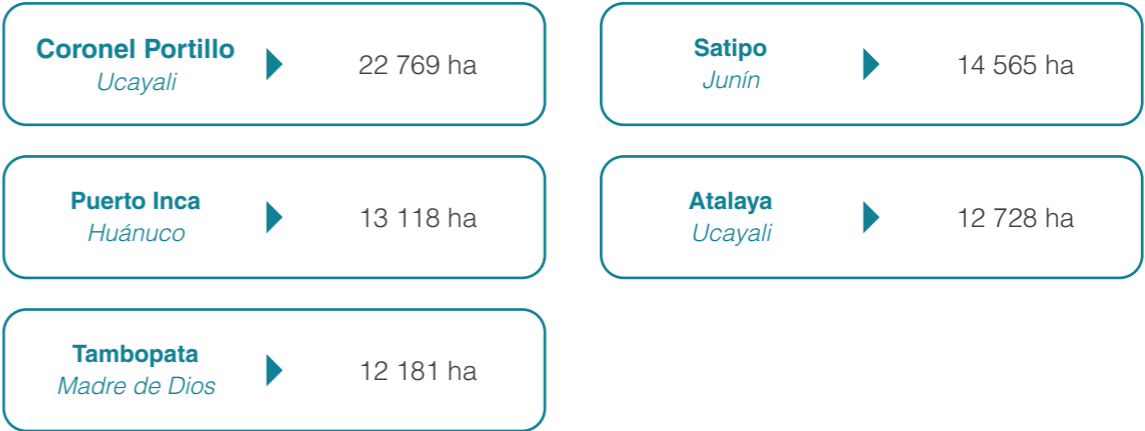 Coronel Portillo
Ucayali
22 769 ha
Satipo
Junín
14 565 ha
Puerto Inca
Huánuco
13 118 ha
Atalaya
Ucayali
12 728 ha
Tambopata
Madre de Dios
12 181 ha